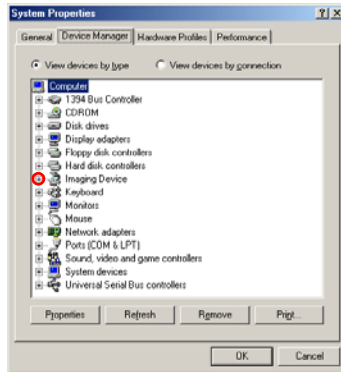 System Properties
General Device Manager Hardware Profiles Performance
View devices by type View devices by connection
Computer
1394 Bus Controller
CDROM
Disk drives
Display adapters
Floppy disk controllers
Hard disk controllers
Imaging Device
Keyboard
Monitors
Mouse
Network adapters
Ports (COM & LPT)
Sound, video and game controllers
System devices
Universal Serial Bus controllers
Properties Refresh Remove Print...
OK Cancel